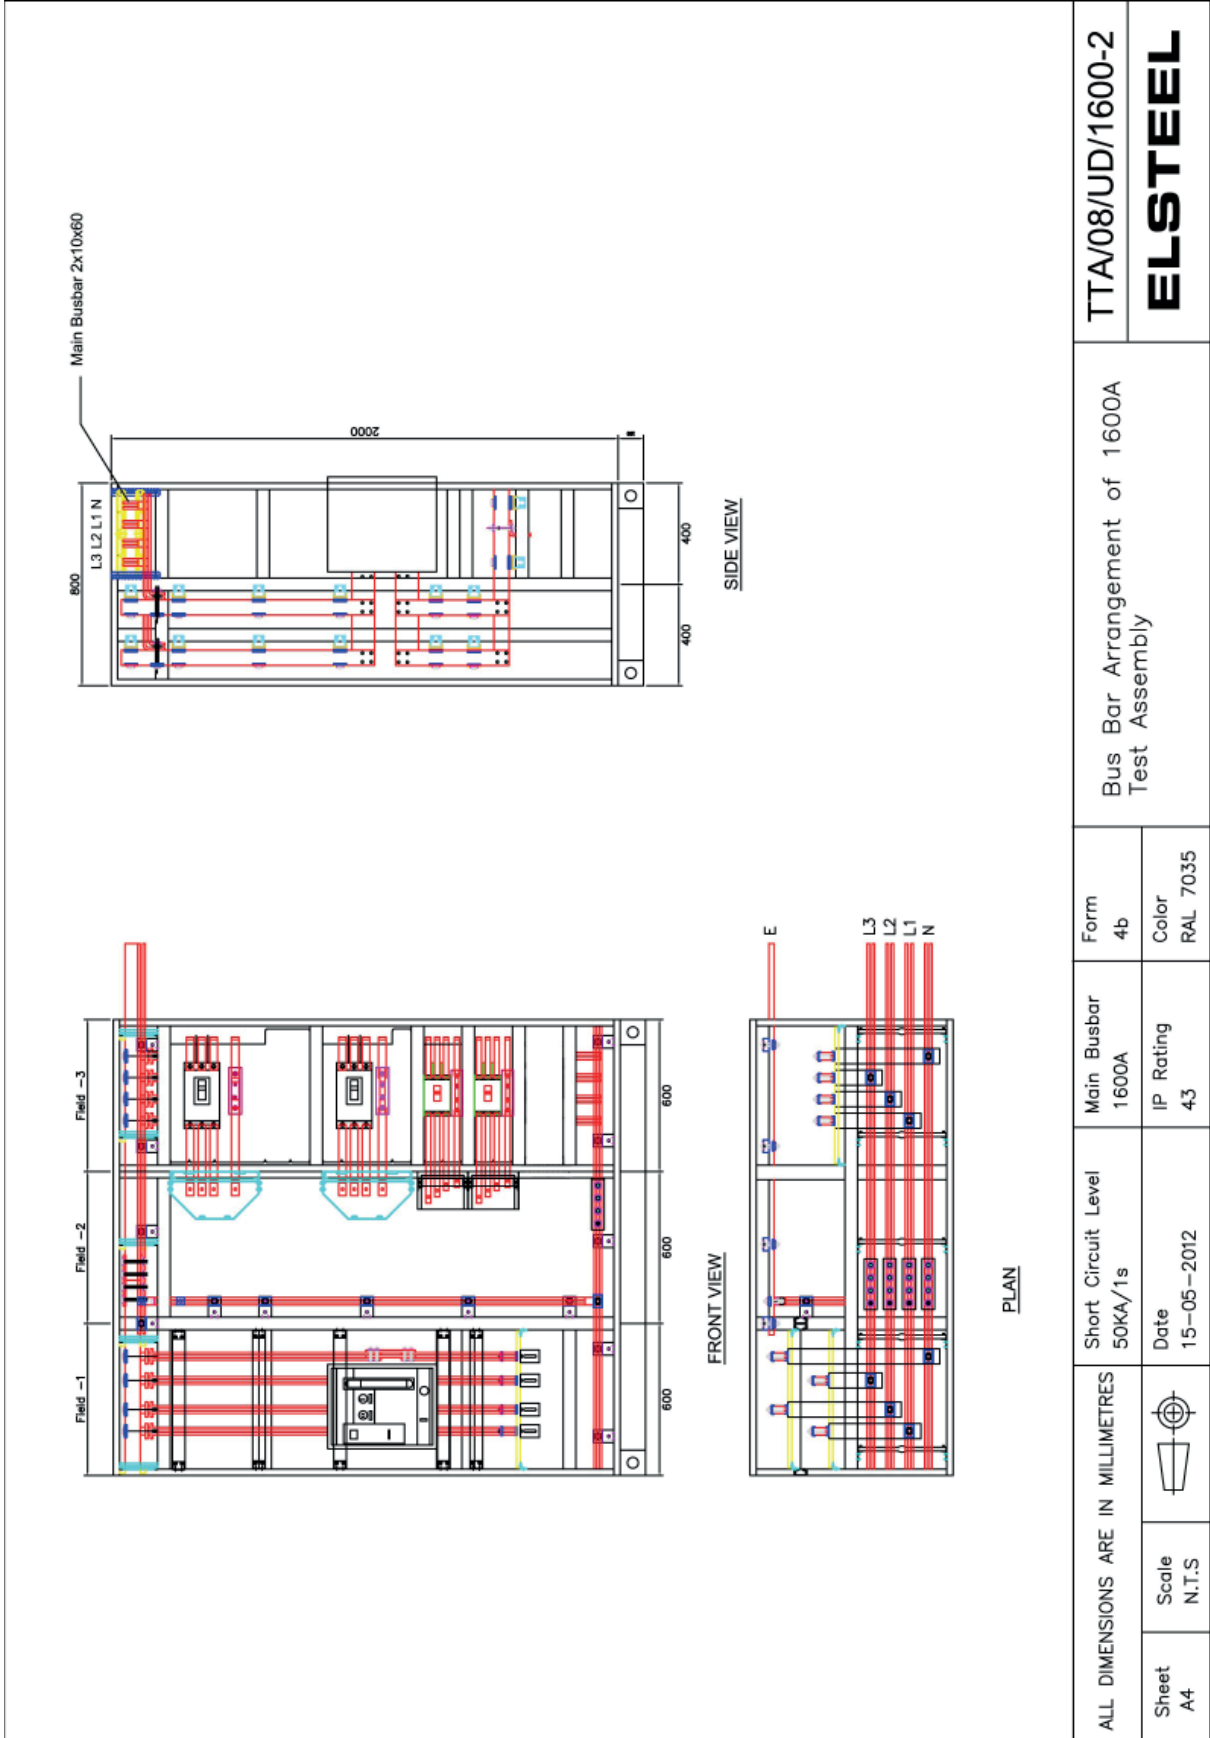 Field -1
Field -2
Field -3
600
600
600
FRONT VIEW
Main Busbar 2x10x60
800
L3 L2 L1 N
2000
400
400
SIDE VIEW
E
L3
L2
L1
N
PLAN
ALL DIMENSIONS ARE IN MILLIMETRES
Sheet
A4
Scale
N.T.S
Short Circuit Level
50KA/1s
Date
15-05-2012
Main Busbar
1600A
IP Rating
43
Form
4b
Color
RAL 7035
Bus Bar Arrangement of 1600A
Test Assembly
TTA/08/UD/1600-2
ELSTEEL